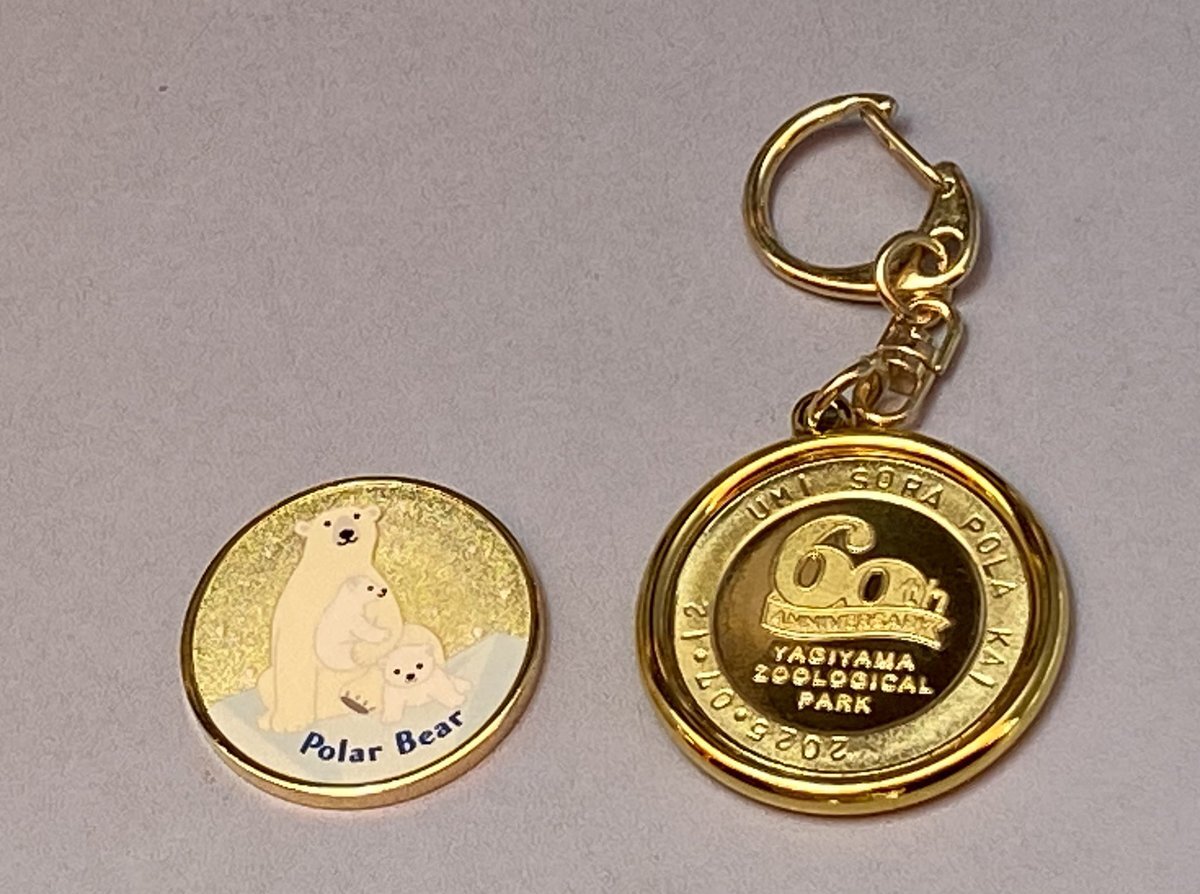 Polar Bear
UMI SORA POLA KAI
60th
ANNIVERSARY
YAGIYAMA
ZOOLOGICAL
PARK
2025•07•12